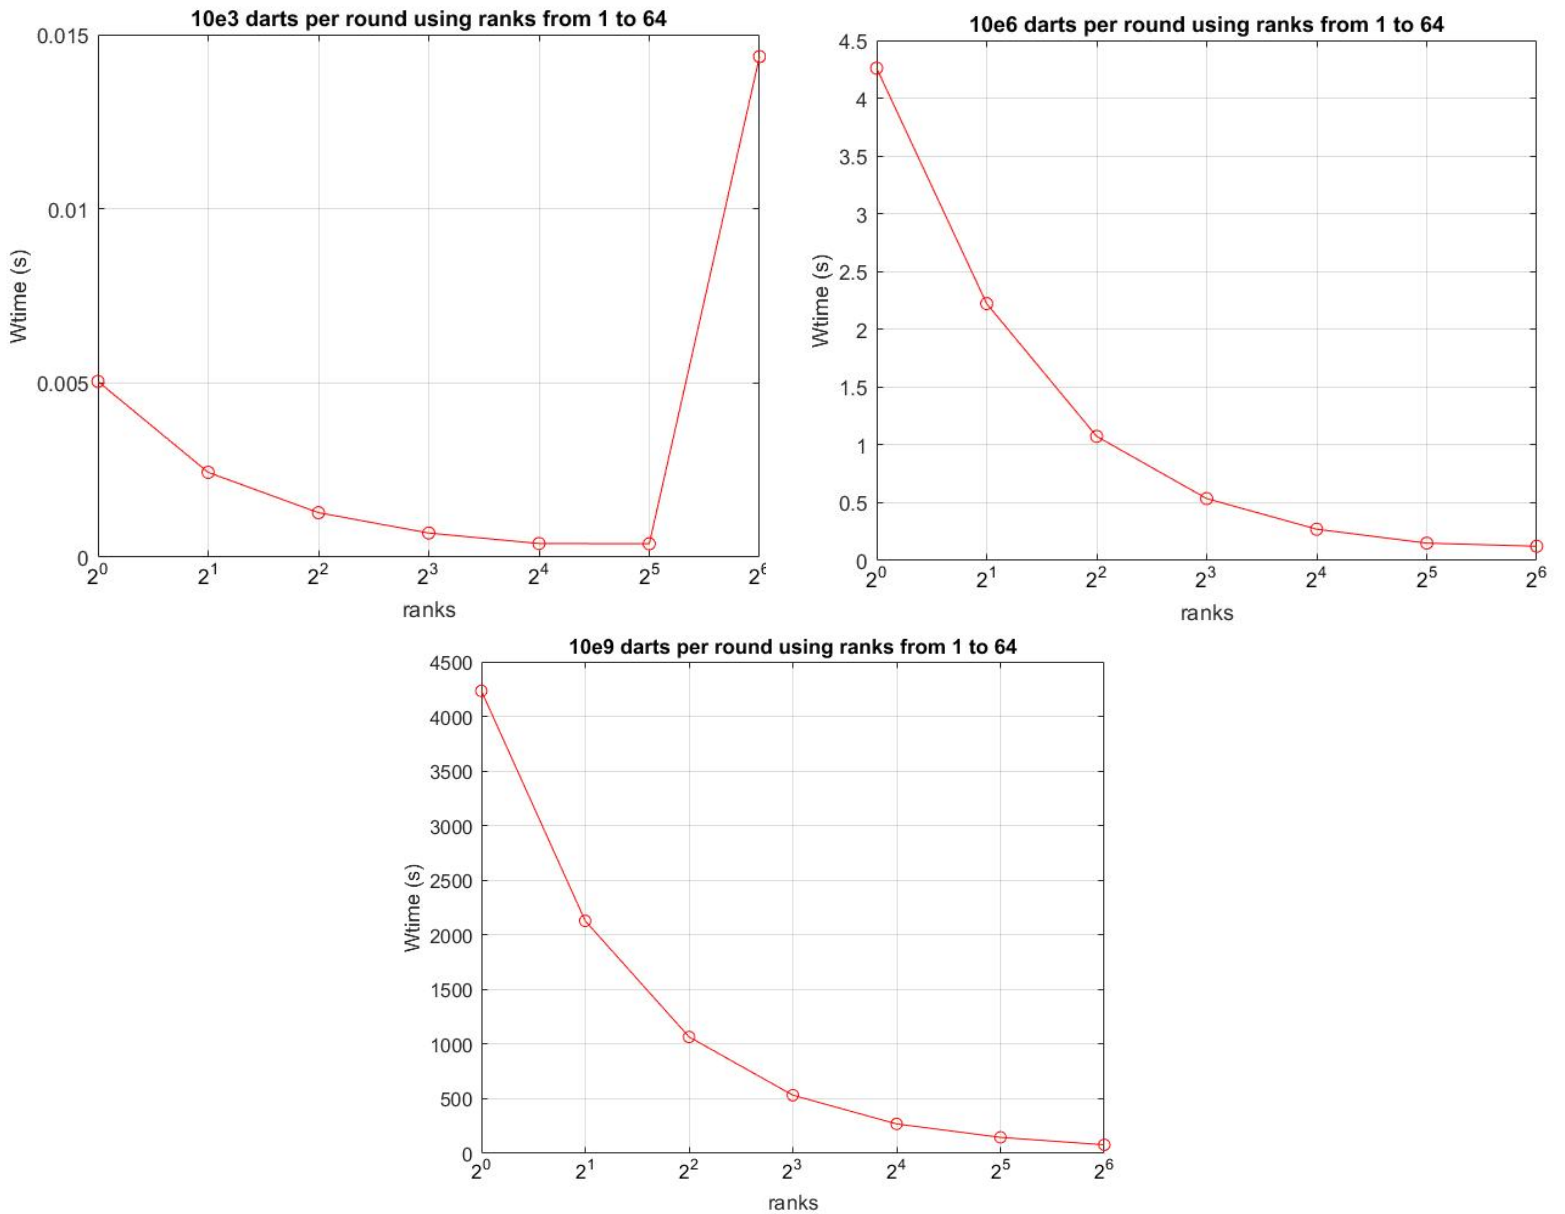 10e3 darts per round using ranks from 1 to 64
0.015
0.01
0.005
0
Wtime (s)
2^0 2^1 2^2 2^3 2^4 2^5 2^6
ranks
10e6 darts per round using ranks from 1 to 64
4.5
4
3.5
3
2.5
2
1.5
1
0.5
0
Wtime (s)
2^0 2^1 2^2 2^3 2^4 2^5 2^6
ranks
10e9 darts per round using ranks from 1 to 64
4500
4000
3500
3000
2500
2000
1500
1000
500
0
Wtime (s)
2^0 2^1 2^2 2^3 2^4 2^5 2^6
ranks